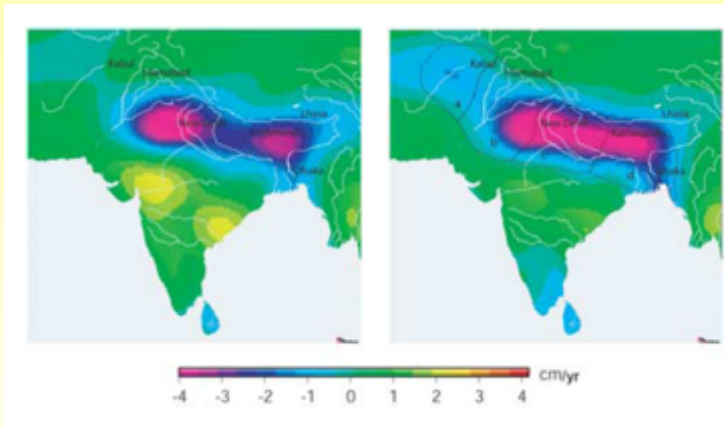 Kabul
Islamabad
New Delhi
Lhasa
Kathmandu
Dhaka
Kabul
Islamabad
a
Lhasa
New Delhi
Kathmandu
b
c
d
Dhaka
cm/yr
-4 -3 -2 -1 0 1 2 3 4